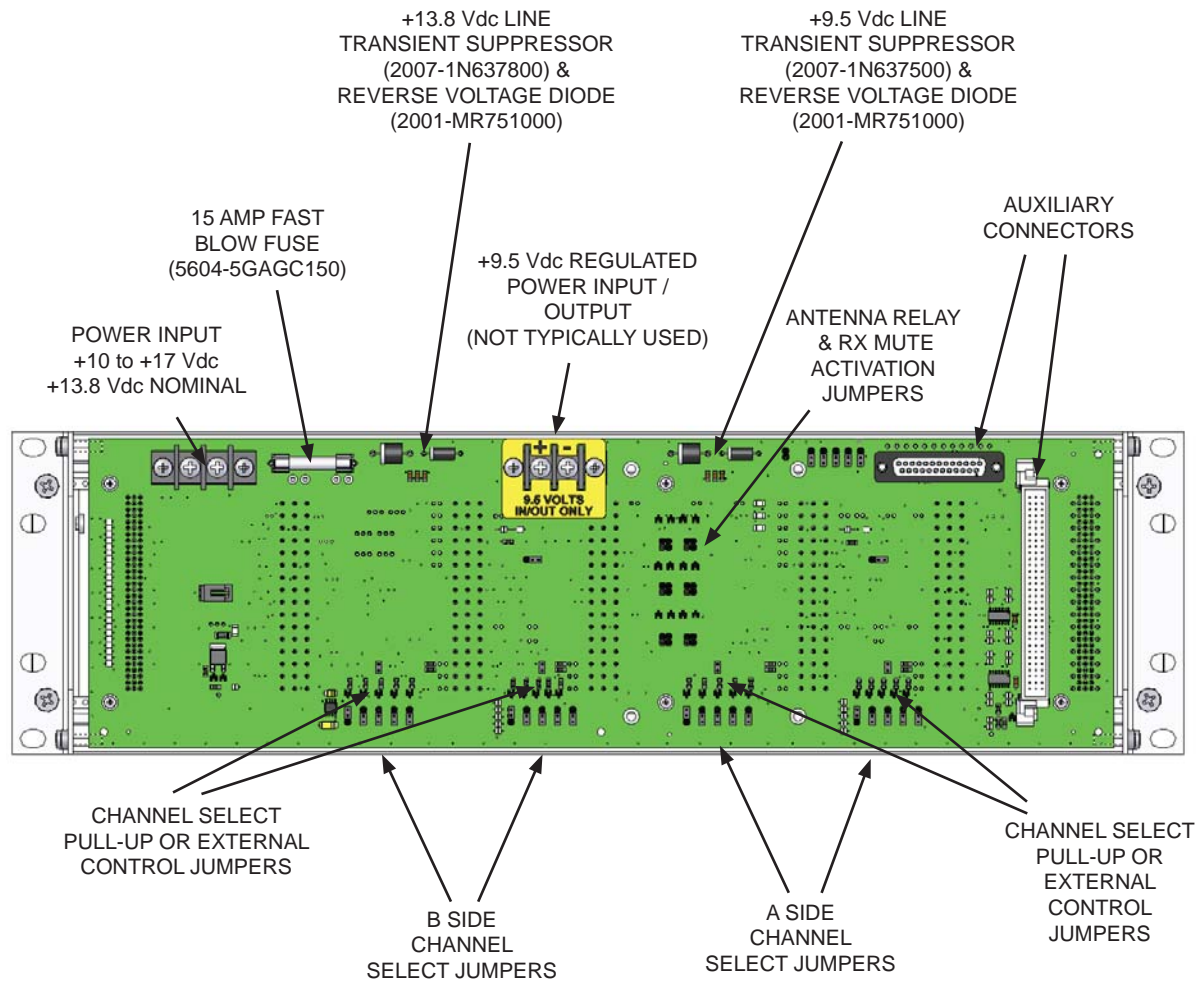 +13.8 Vdc LINE
TRANSIENT SUPPRESSOR
(2007-1N637800) &
REVERSE VOLTAGE DIODE
(2001-MR751000)
+9.5 Vdc LINE
TRANSIENT SUPPRESSOR
(2007-1N637500) &
REVERSE VOLTAGE DIODE
(2001-MR751000)
15 AMP FAST
BLOW FUSE
(5604-5GAGC150)
AUXILIARY
CONNECTORS
+9.5 Vdc REGULATED
POWER INPUT /
OUTPUT
(NOT TYPICALLY USED)
ANTENNA RELAY
& RX MUTE
ACTIVATION
JUMPERS
POWER INPUT
+10 to +17 Vdc
+13.8 Vdc NOMINAL
+ -
9.5 VOLTS
IN/OUT ONLY
CHANNEL SELECT
PULL-UP OR EXTERNAL
CONTROL JUMPERS
B SIDE
CHANNEL
SELECT JUMPERS
A SIDE
CHANNEL
SELECT JUMPERS
CHANNEL SELECT
PULL-UP OR
EXTERNAL
CONTROL
JUMPERS